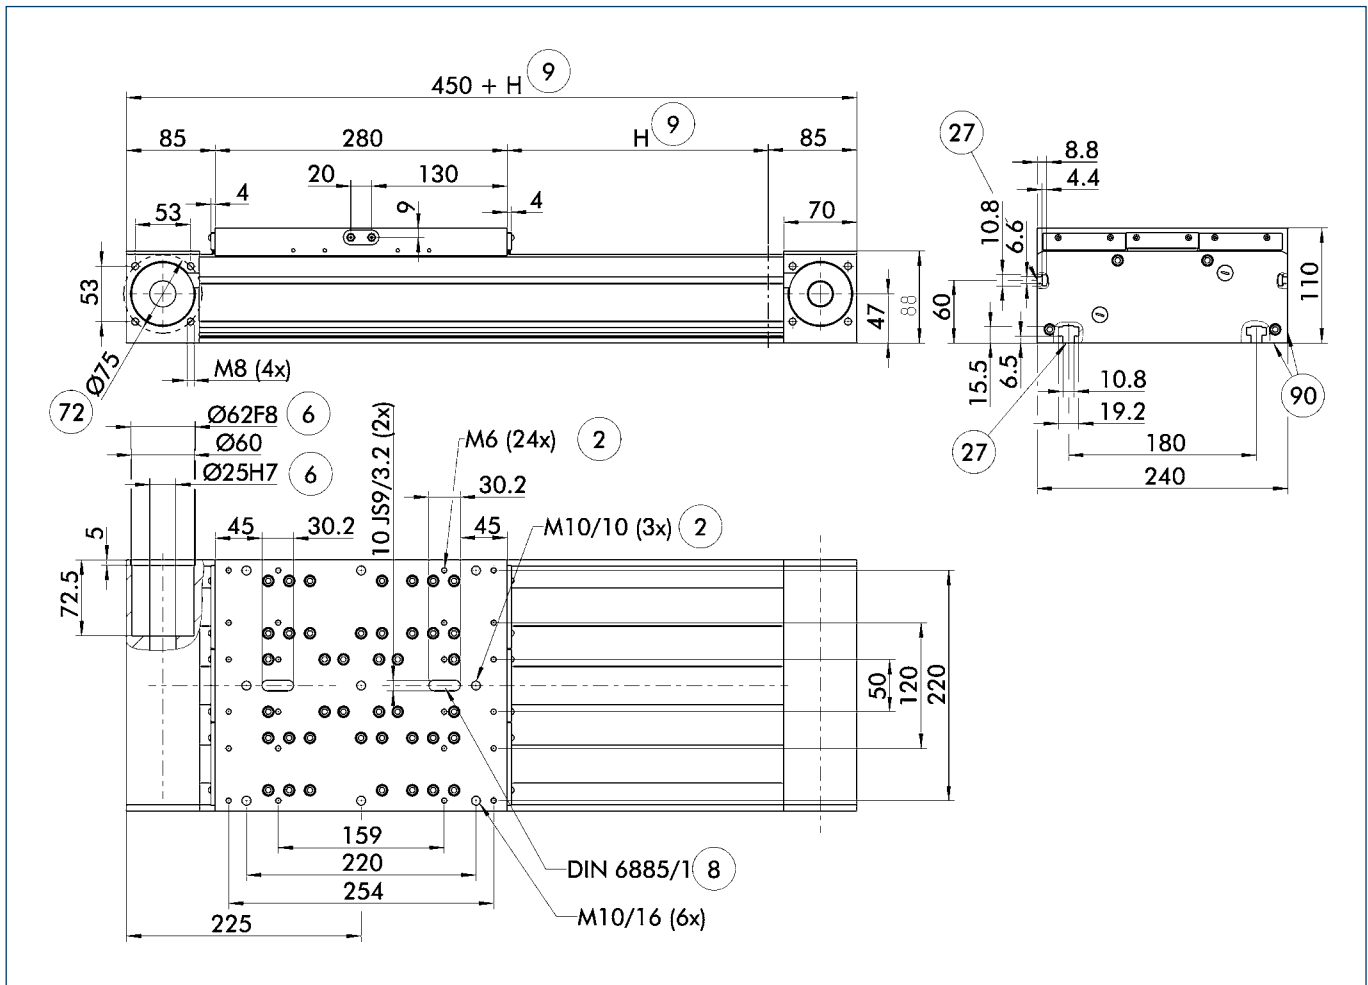 450 + H 9
85 280 H 9 85
20 130
4 9 4
53 70
53 47 88
Ø75
M8 (4x)
72
27
8.8
4.4
10.8 6.6
60 110
15.5 6.5
10.8
90
19.2
27
180
240
Ø62F8 6
Ø60
Ø25H7 6
10 JS9/3.2 (2x)
M6 (24x) 2
30.2
45 30.2 45
M10/10 (3x) 2
5
72.5
50 120 220
159
220
254
225
DIN 6885/1 8
M10/16 (6x)